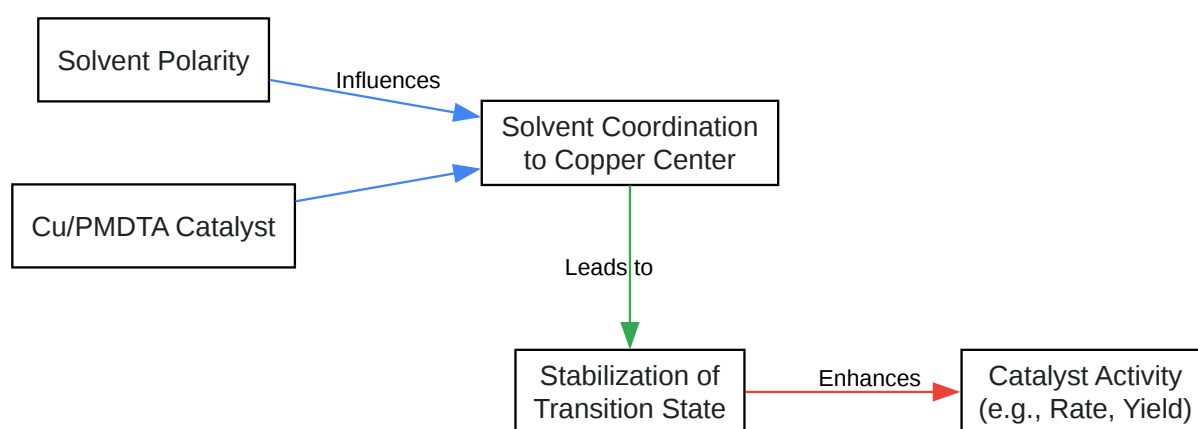 Solvent Polarity
Influences
Solvent Coordination
to Copper Center
Cu/PMDTA Catalyst
Leads to
Stabilization of
Transition State
Enhances
Catalyst Activity
(e.g., Rate, Yield)